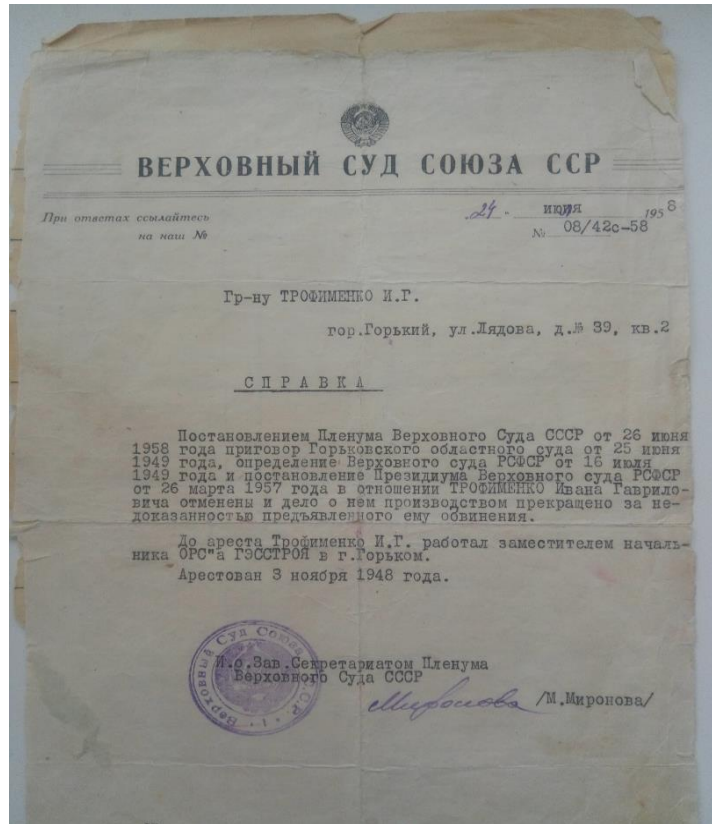 ВЕРХОВНЫЙ СУД СОЮЗА ССР
При ответах ссылайтесь
на наш №
24 - июля 1958
№ 08/42с-58
Гр-ну ТРОФИМЕНКО И.Г.
гор.Горький, ул.Лядова, д.№ 39, кв.2
С П Р А В К А
Постановлением Пленума Верховного Суда СССР от 26 июня
1958 года приговор Горьковского областного суда от 25 июня
1949 года, определение Верховного суда РСФСР от 16 июля
1949 года и постановление Президиума Верховного суда РСФСР
от 26 марта 1957 года в отношении ТРОФИМЕНКО Ивана Гаврило-
вича отменены и дело о нем производством прекращено за не-
доказанностью предъявленного ему обвинения.
До ареста Трофименко И.Г. работал заместителем началь-
ника ОРС"а ГЭССТРОЯ в г.Горьком.
Арестован 3 ноября 1948 года.
И.о.Зав.Секретариатом Пленума
Верховного Суда СССР
Миронова /М.Миронова/
Верховный Суд Союза С.С.Р. 1